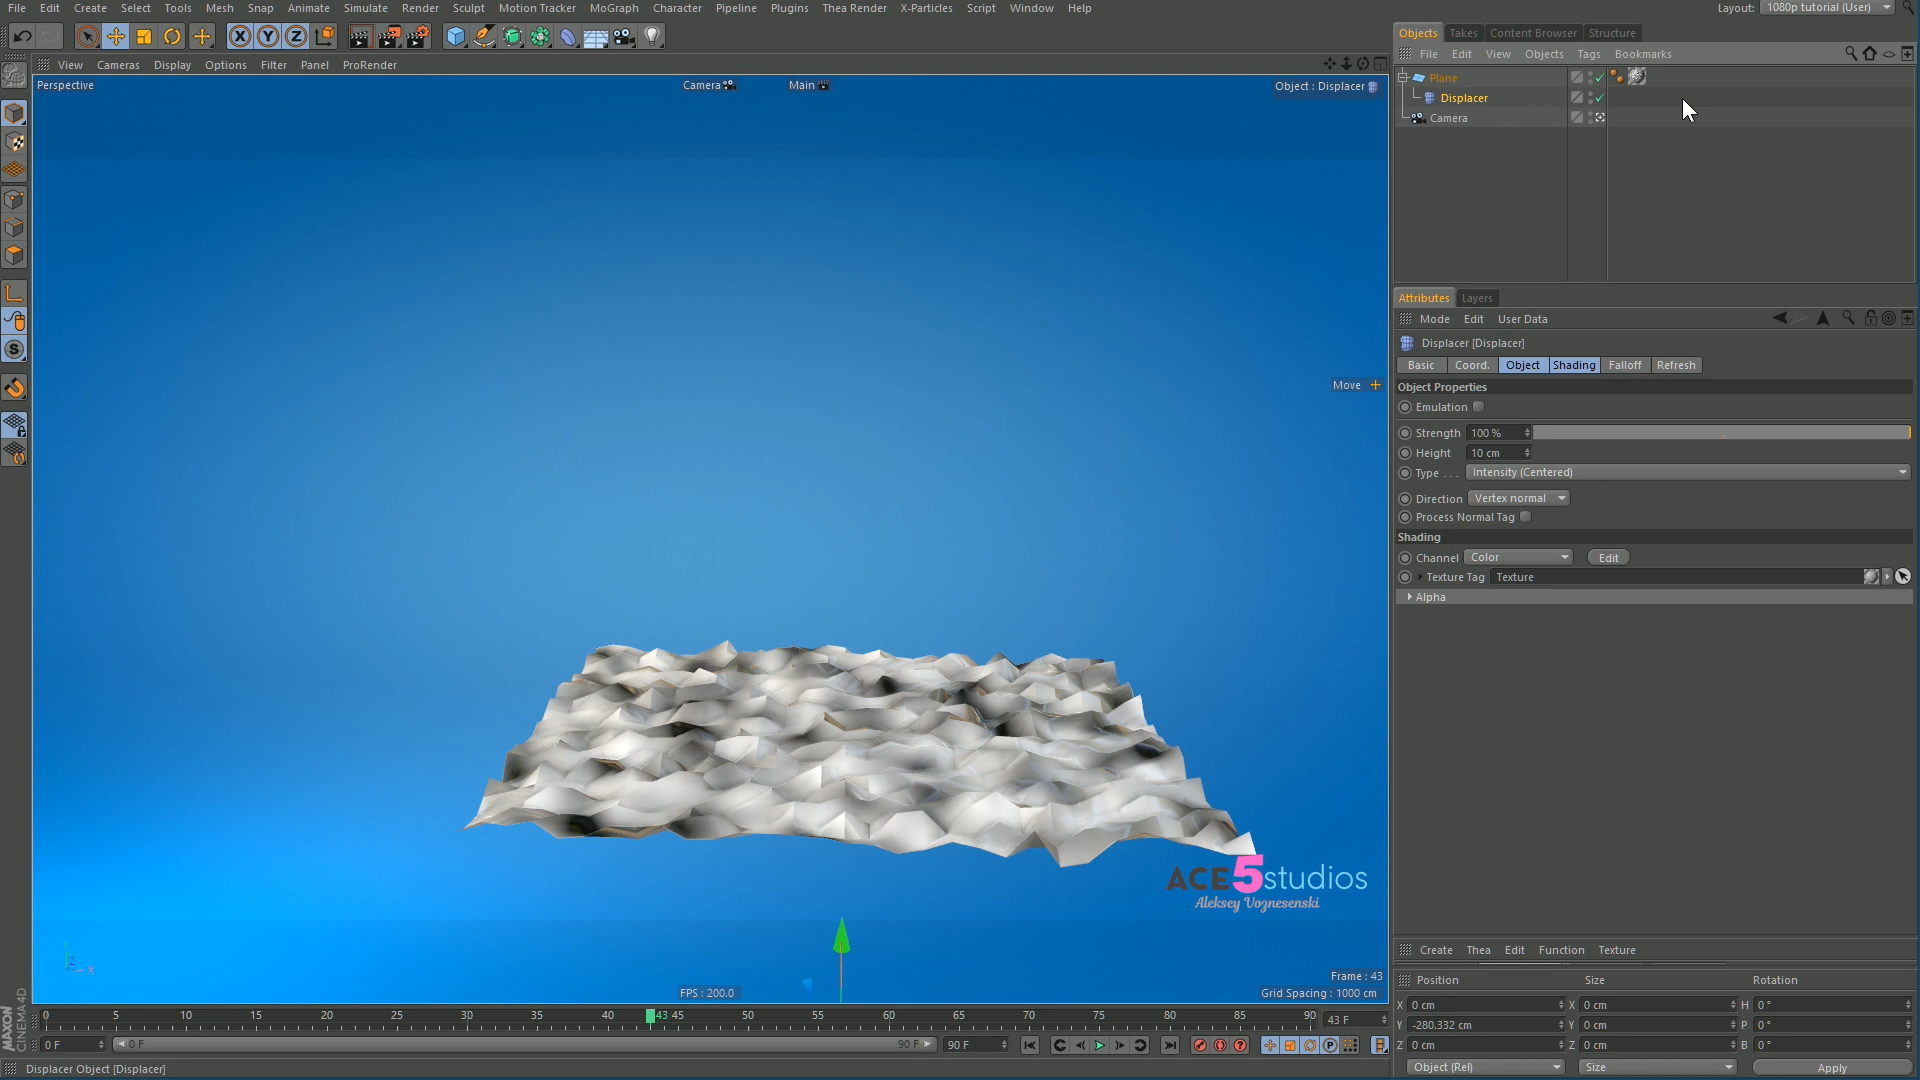 File Edit Create Select Tools Mesh Snap Animate Simulate Render Sculpt Motion Tracker MoGraph Character Pipeline Plugins Thea Render X-Particles Script Window Help Layout: 1080p tutorial (User)
X Y Z
View Cameras Display Options Filter Panel ProRender
Perspective Camera Main Object : Displacer
Move +
ACE5studios
Aleksey Voznesenski
Y
Z X
Frame : 43
FPS : 200.0 Grid Spacing : 1000 cm
0 5 10 15 20 25 30 35 40 43 45 50 55 60 65 70 75 80 85 90 43 F
0 F 0 F 90 F 90 F
Displacer Object [Displacer]
MAXON
CINEMA 4D
Objects Takes Content Browser Structure
File Edit View Objects Tags Bookmarks
Plane
Displacer
Camera
Attributes Layers
Mode Edit User Data
Displacer [Displacer]
Basic Coord. Object Shading Falloff Refresh
Object Properties
Emulation
Strength 100 %
Height 10 cm
Type . . . Intensity (Centered)
Direction Vertex normal
Process Normal Tag
Shading
Channel Color Edit
Texture Tag Texture
Alpha
Create Thea Edit Function Texture
Position Size Rotation
X 0 cm X 0 cm H 0 °
Y -280.332 cm Y 0 cm P 0 °
Z 0 cm Z 0 cm B 0 °
Object (Rel) Size Apply